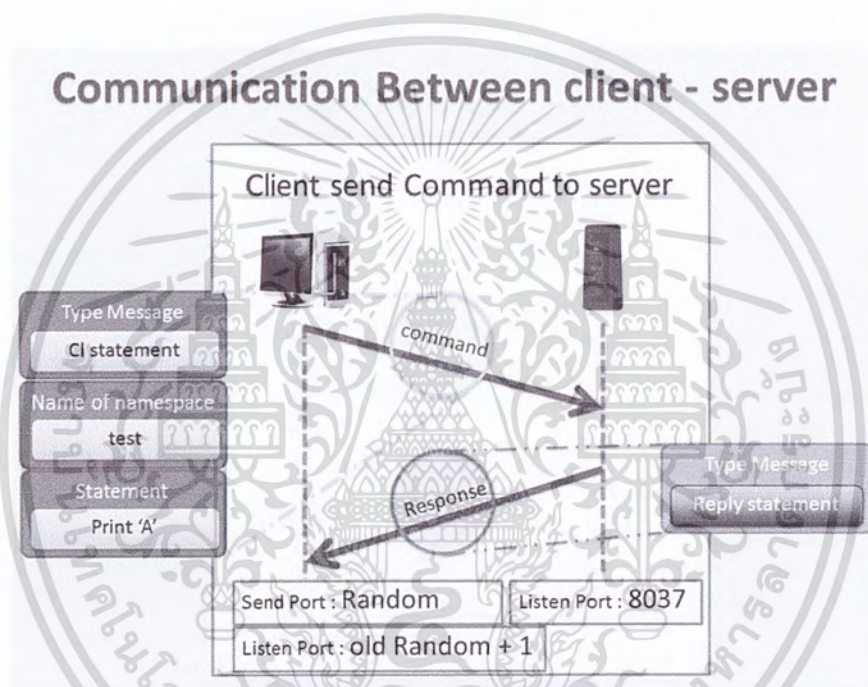 Communication Between client - server
Client send Command to server
Type Message
CI statement
Name of namespace
test
Statement
Print 'A'
command
Response
Type Message
Reply statement
Send Port : Random
Listen Port : 8037
Listen Port : old Random + 1